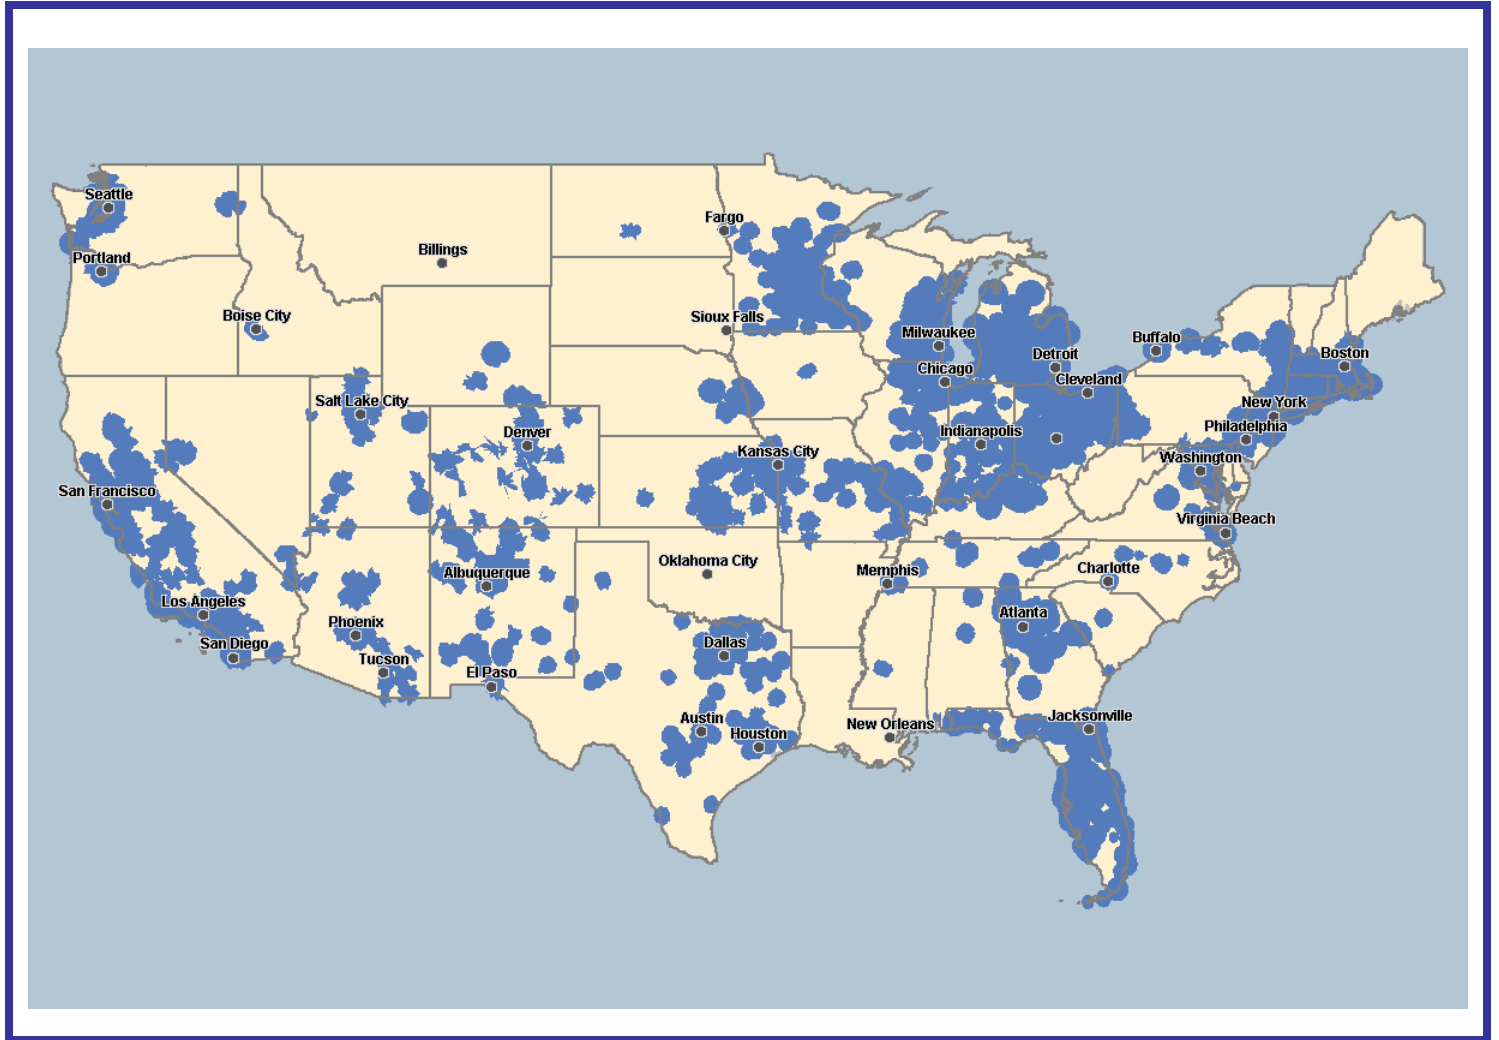 Seattle
Fargo
Billings
Portland
Boise City
Sioux Falls
Milwaukee
Buffalo
Detroit
Boston
Chicago
Cleveland
Salt Lake City
New York
Denver
Indianapolis
Philadelphia
Kansas City
Washington
San Francisco
Virginia Beach
Oklahoma City
Albuquerque
Memphis
Charlotte
Los Angeles
Phoenix
Atlanta
San Diego
Dallas
Tucson
El Paso
Austin
New Orleans
Jacksonville
Houston